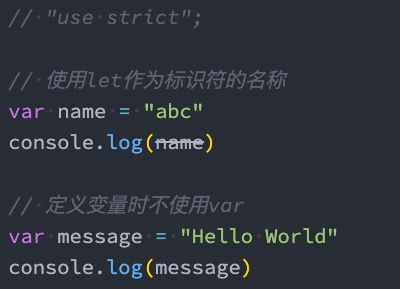 // "use strict";
// 使用let作为标识符的名称
var name = "abc"
console.log(name)
// 定义变量时不使用var
var message = "Hello World"
console.log(message)